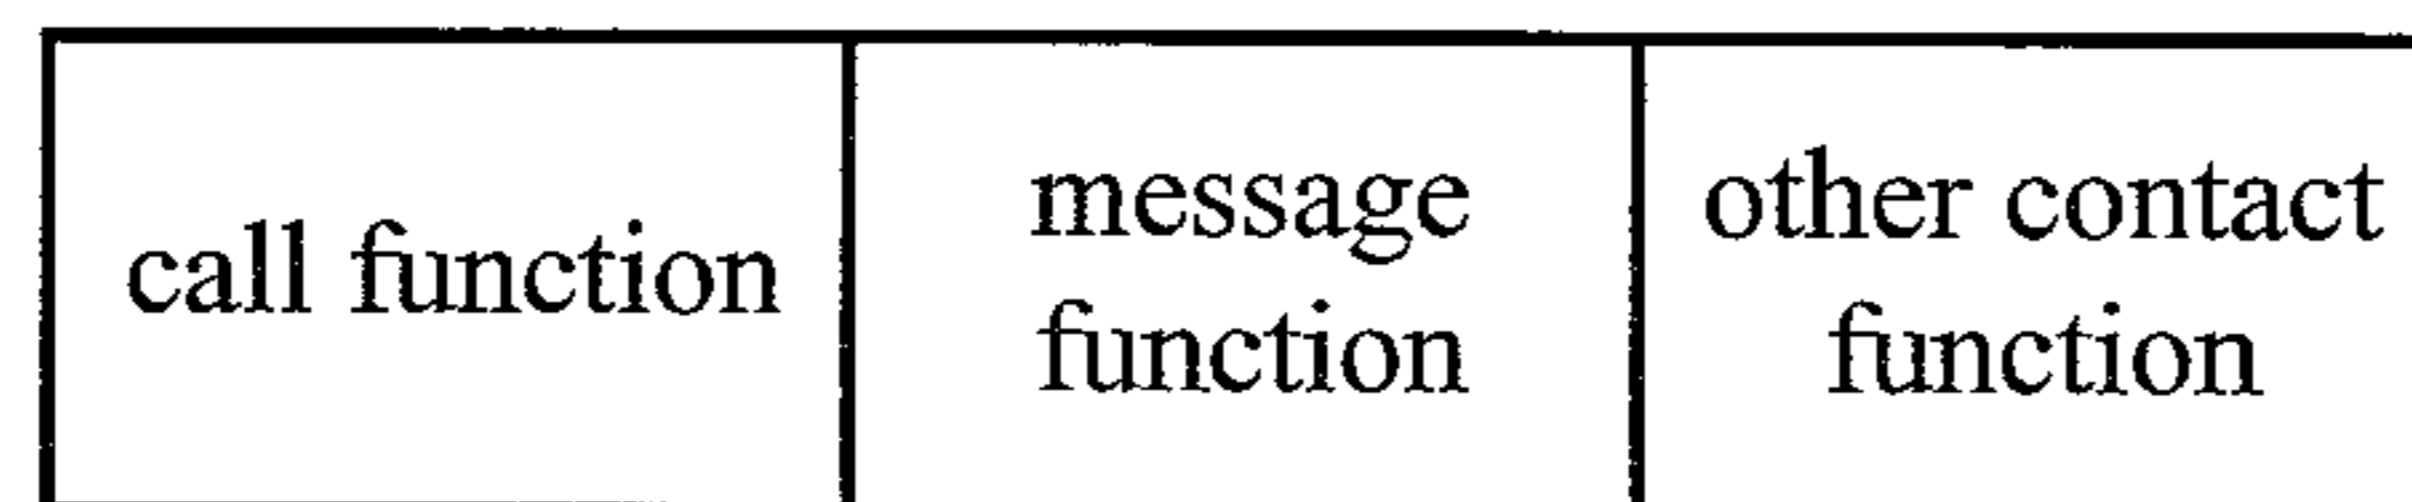 call function
message
function
other contact
function